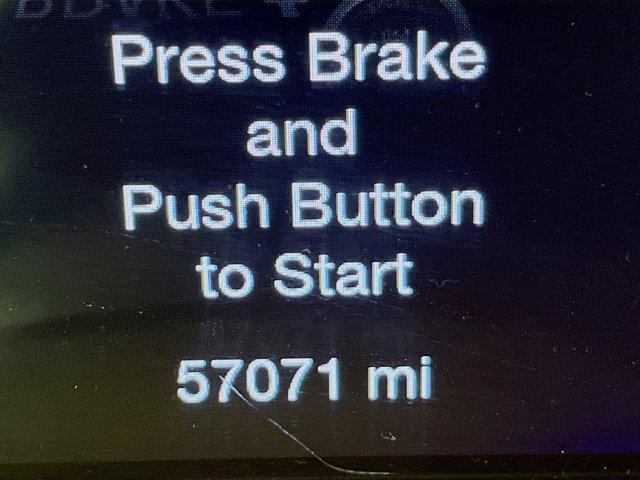 Press Brake
and
Push Button
to Start
57071 mi